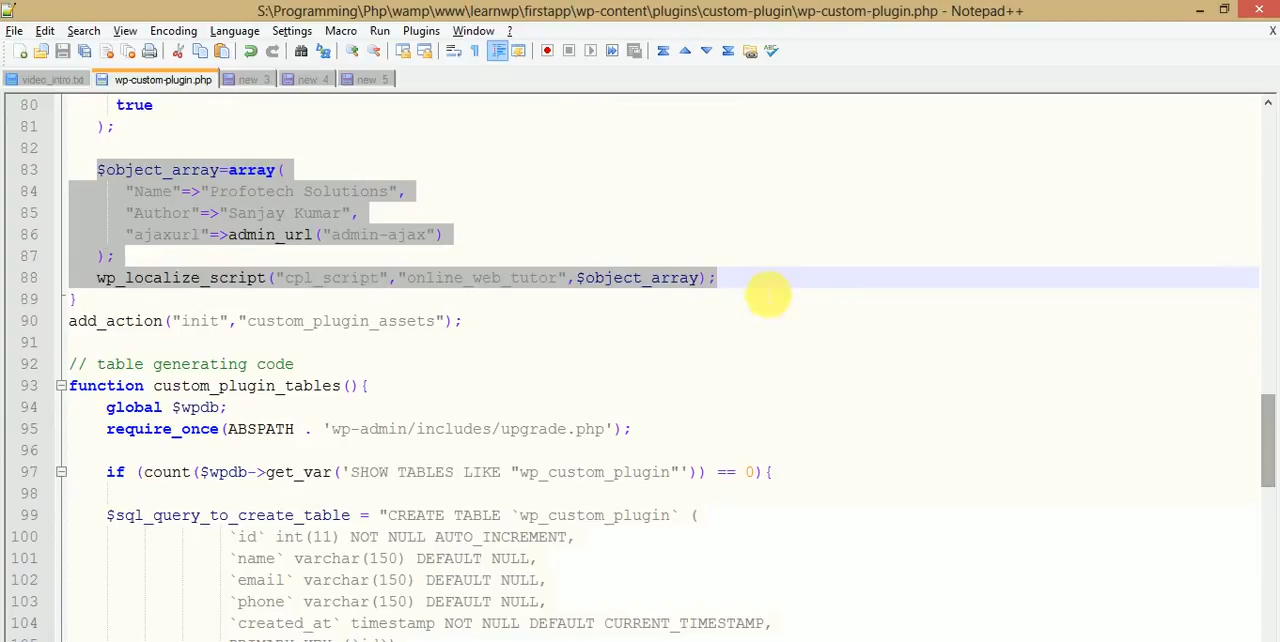 S:\Programming\Php\wamp\www\learnwp\firstapp\wp-content\plugins\custom-plugin\wp-custom-plugin.php - Notepad++
File Edit Search View Encoding Language Settings Macro Run Plugins Window ? X
video_intro.txt wp-custom-plugin.php new 3 new 4 new 5
80 true
81 );
82
83 $object_array=array(
84 "Name"=>"Profotech Solutions",
85 "Author"=>"Sanjay Kumar",
86 "ajaxurl"=>admin_url("admin-ajax")
87 );
88 wp_localize_script("cpl_script","online_web_tutor",$object_array);
89 }
90 add_action("init","custom_plugin_assets");
91
92 // table generating code
93 function custom_plugin_tables(){
94 global $wpdb;
95 require_once(ABSPATH . 'wp-admin/includes/upgrade.php');
96
97 if (count($wpdb->get_var('SHOW TABLES LIKE "wp_custom_plugin"')) == 0){
98
99 $sql_query_to_create_table = "CREATE TABLE `wp_custom_plugin` (
100 `id` int(11) NOT NULL AUTO_INCREMENT,
101 `name` varchar(150) DEFAULT NULL,
102 `email` varchar(150) DEFAULT NULL,
103 `phone` varchar(150) DEFAULT NULL,
104 `created_at` timestamp NOT NULL DEFAULT CURRENT_TIMESTAMP,